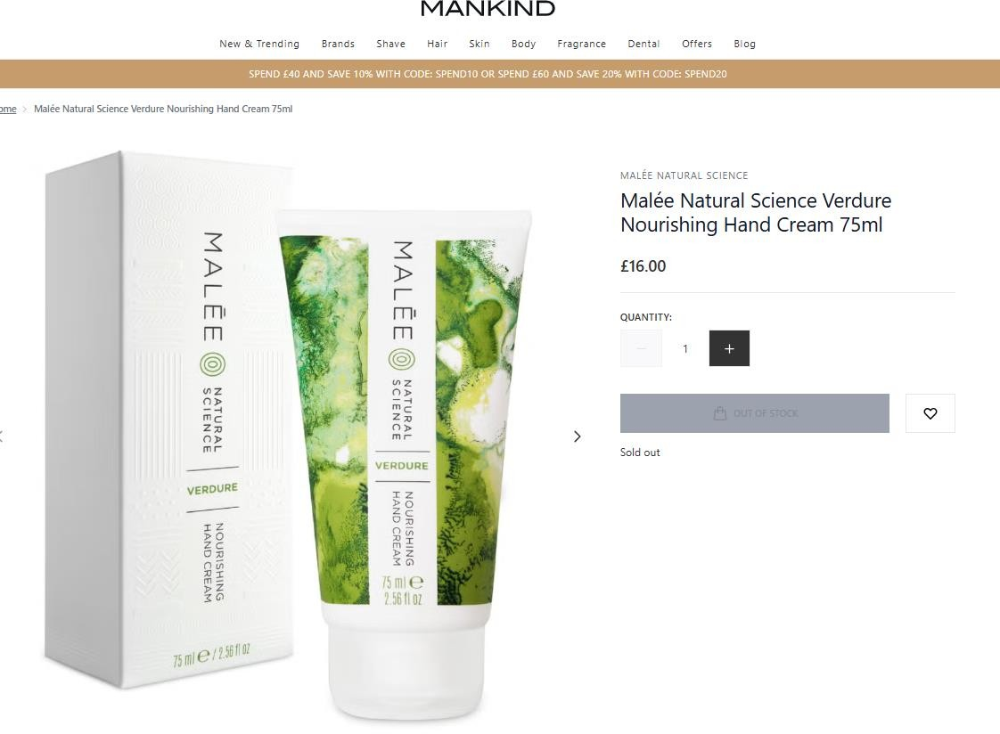 MANKIND
New & Trending Brands Shave Hair Skin Body Fragrance Dental Offers Blog
SPEND £40 AND SAVE 10% WITH CODE: SPEND10 OR SPEND £60 AND SAVE 20% WITH CODE: SPEND20
Malée Natural Science Verdure Nourishing Hand Cream 75ml
MALÉE
NATURAL
SCIENCE
VERDURE
NOURISHING
HAND CREAM
75 ml e / 2.56 fl oz
MALĒE
NATURAL
SCIENCE
VERDURE
NOURISHING
HAND CREAM
75 ml e
2.56 fl oz
MALÉE NATURAL SCIENCE
Malée Natural Science Verdure
Nourishing Hand Cream 75ml
£16.00
QUANTITY:
1
OUT OF STOCK
Sold out